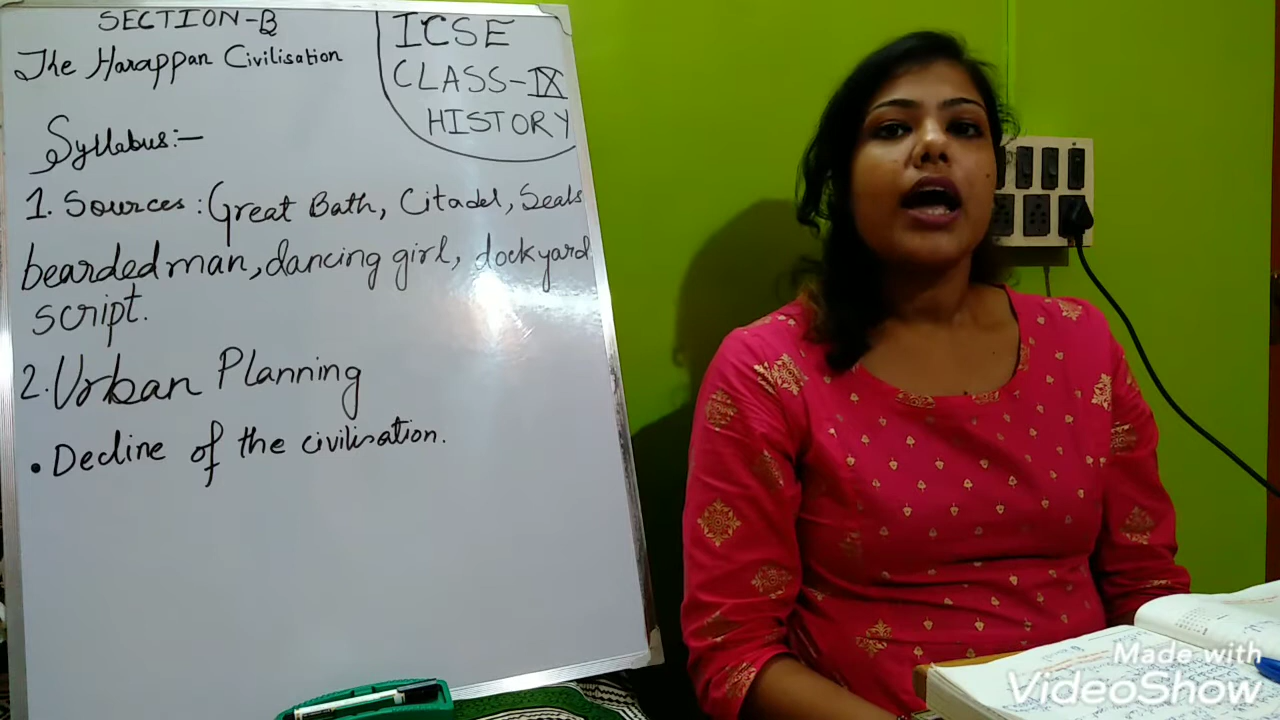 SECTION-B
The Harappan Civilisation
ICSE
CLASS-IX
HISTORY
Syllabus:-
1. Sources: Great Bath, Citadel, Seals
bearded man, dancing girl, dockyard
script.
2. Urban Planning
• Decline of the civilisation.
Made with
VideoShow